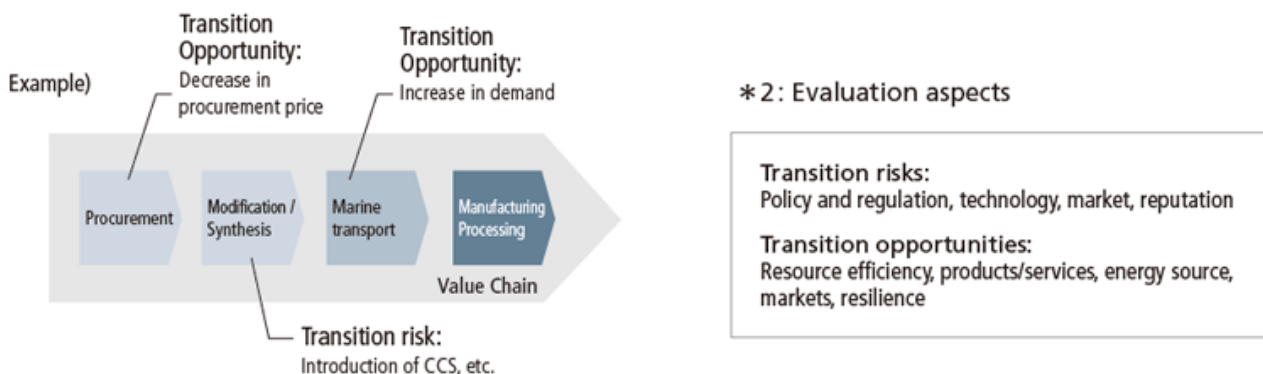 Example)
Transition
Opportunity:
Decrease in
procurement price
Transition
Opportunity:
Increase in demand
Procurement
Modification /
Synthesis
Marine
transport
Manufacturing
Processing
Value Chain
Transition risk:
Introduction of CCS, etc.
*2: Evaluation aspects
Transition risks:
Policy and regulation, technology, market, reputation
Transition opportunities:
Resource efficiency, products/services, energy source,
markets, resilience